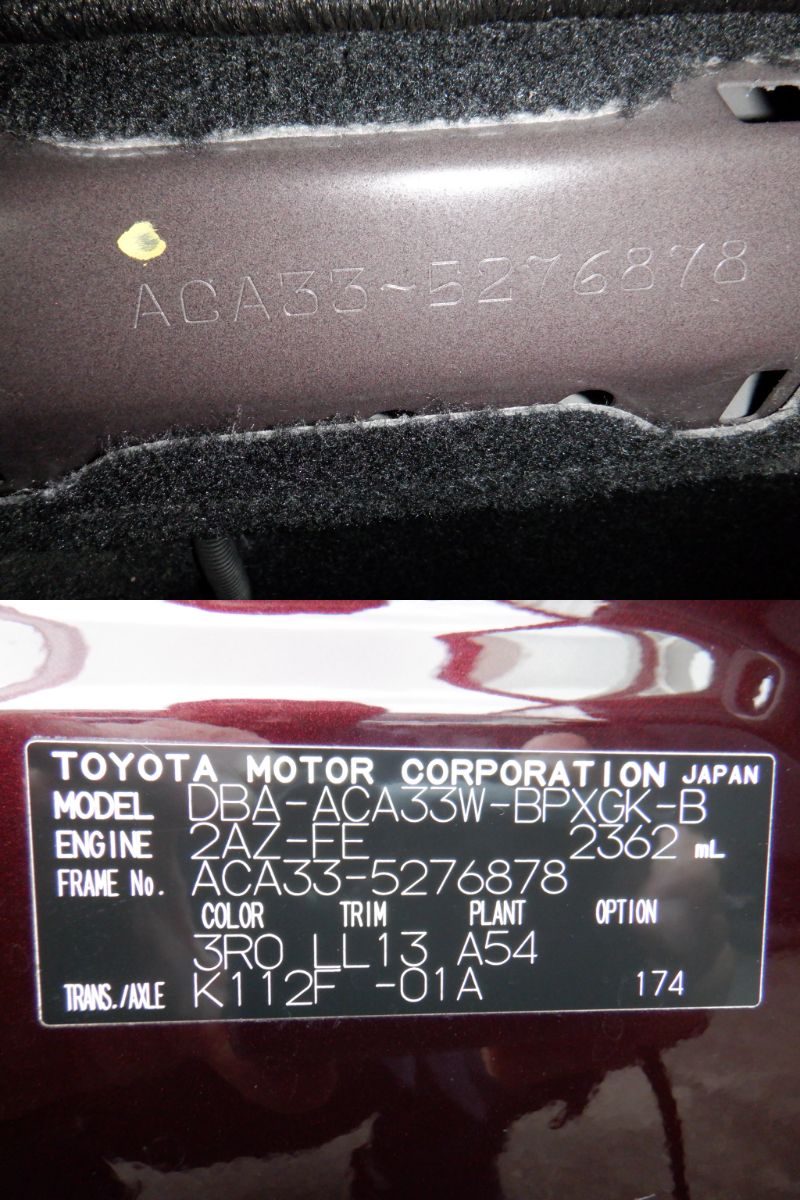 ACA33-5276878
TOYOTA MOTOR CORPORATION JAPAN
MODEL DBA-ACA33W-BPXGK-B
ENGINE 2AZ-FE 2362 mL
FRAME No. ACA33-5276878
COLOR TRIM PLANT OPTION
3R0 LL13 A54
TRANS./AXLE K112F -01A 174